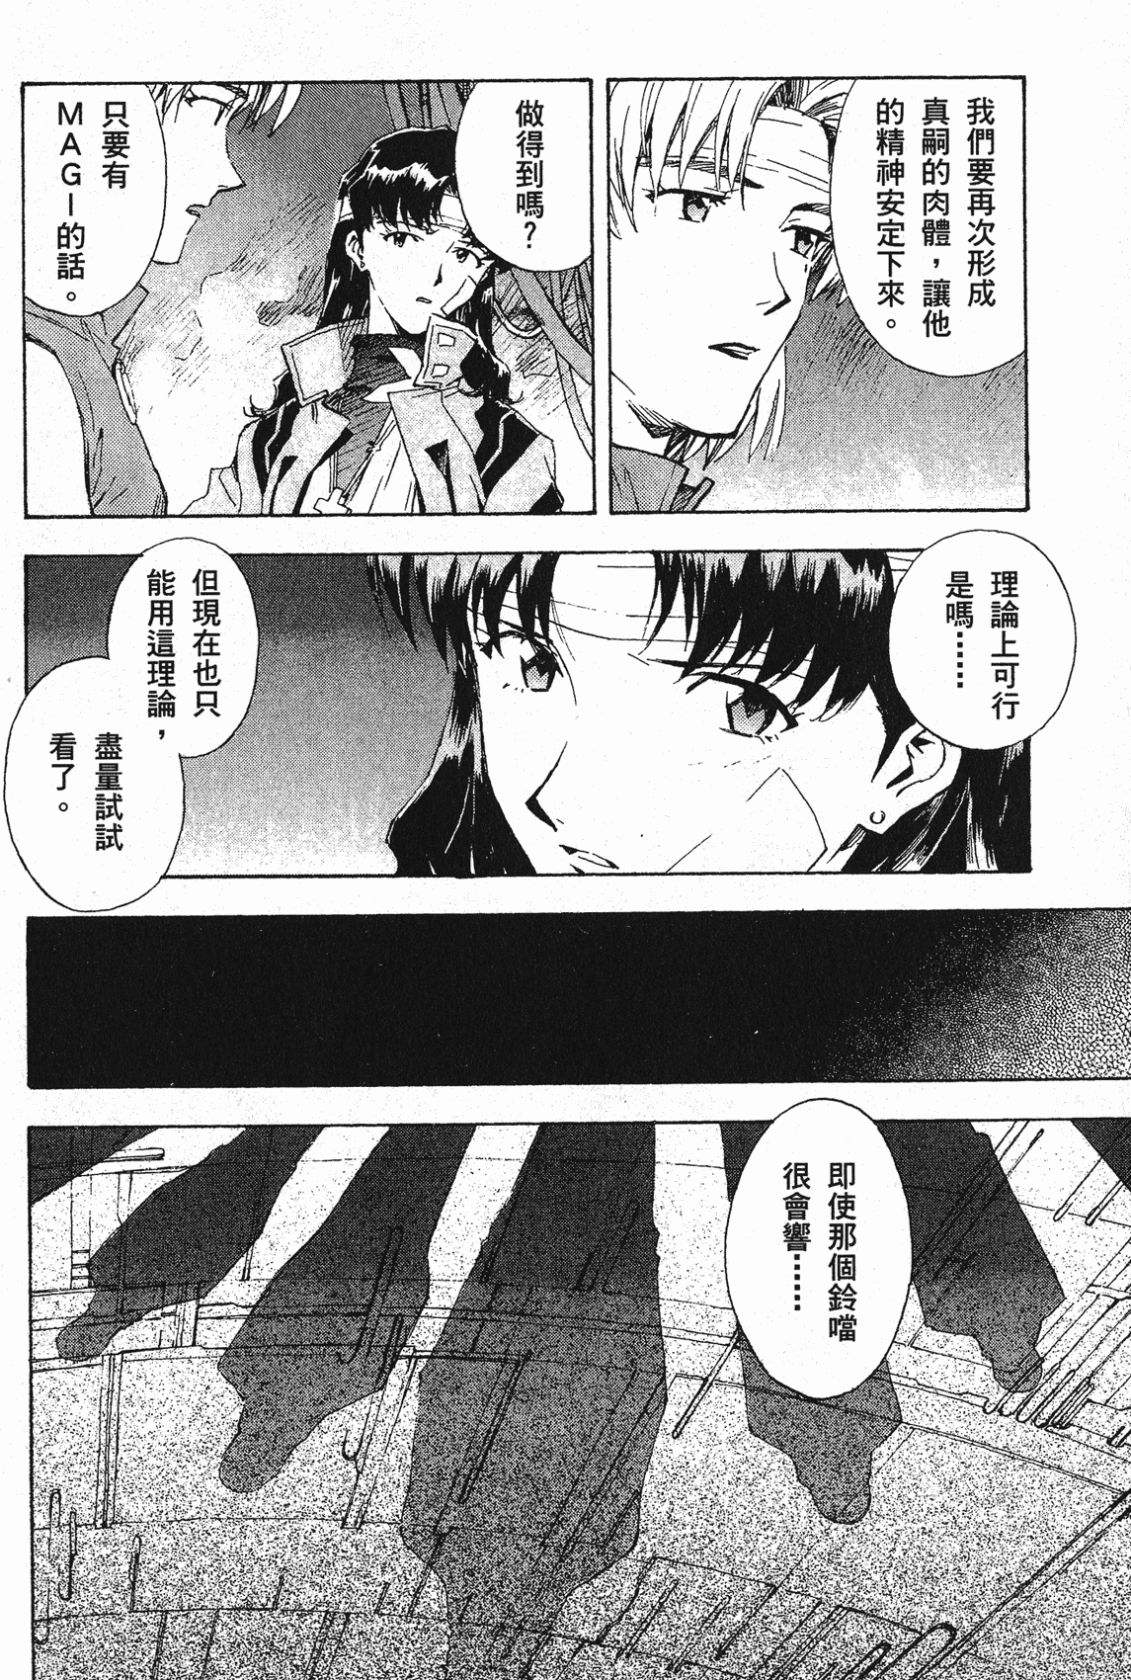 我們要再次形成
真嗣的肉體，讓他
的精神安定下來。
做得到嗎？
只要有
MAGI的話。
理論上可行
是嗎……
但現在也只
能用這理論，
盡量試試
看了。
即使那個鈴噹
很會響……